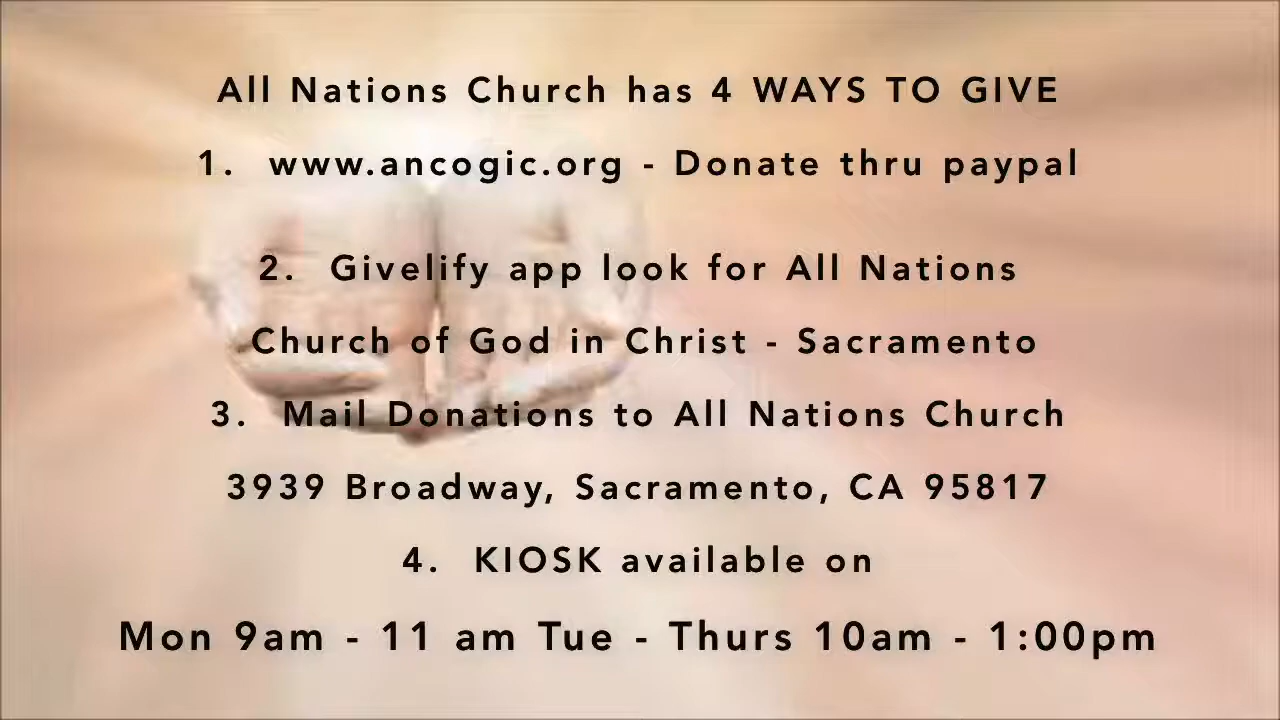 All Nations Church has 4 WAYS TO GIVE
1. www.ancogic.org - Donate thru paypal
2. Givelify app look for All Nations
Church of God in Christ - Sacramento
3. Mail Donations to All Nations Church
3939 Broadway, Sacramento, CA 95817
4. KIOSK available on
Mon 9am - 11 am Tue - Thurs 10am - 1:00pm